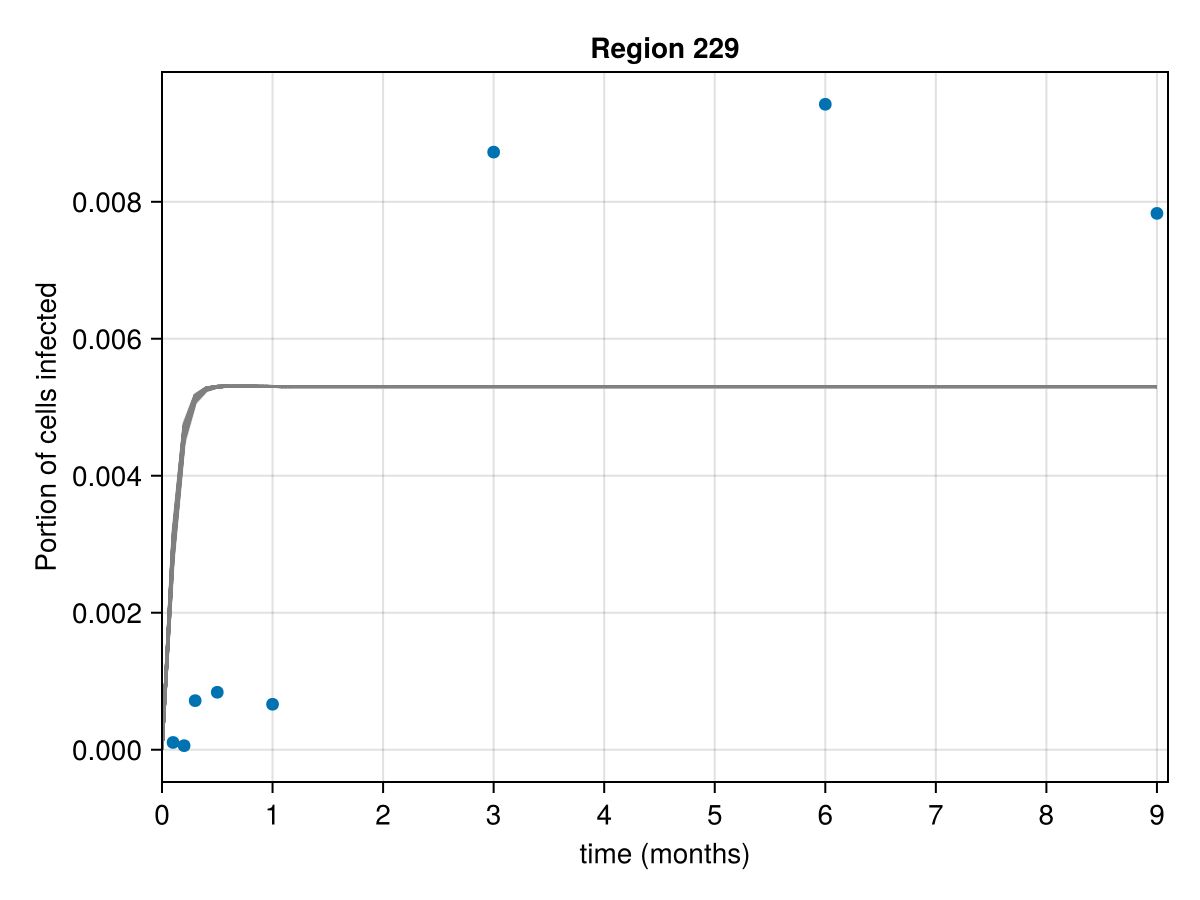 Region 229
Portion of cells infected
0.008
0.006
0.004
0.002
0.000
0 1 2 3 4 5 6 7 8 9
time (months)